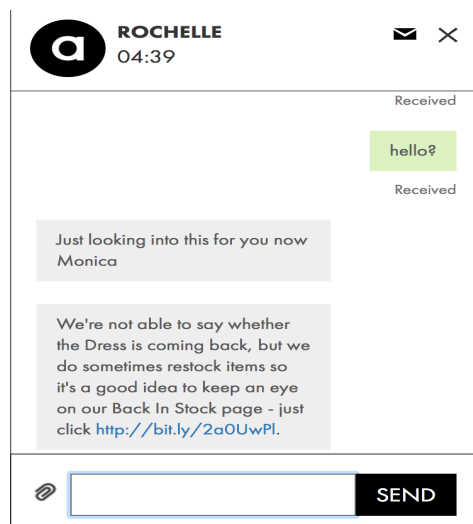 a
ROCHELLE
04:39
Received
hello?
Received
Just looking into this for you now
Monica
We're not able to say whether
the Dress is coming back, but we
do sometimes restock items so
it's a good idea to keep an eye
on our Back In Stock page - just
click http://bit.ly/2a0UwPl.
SEND